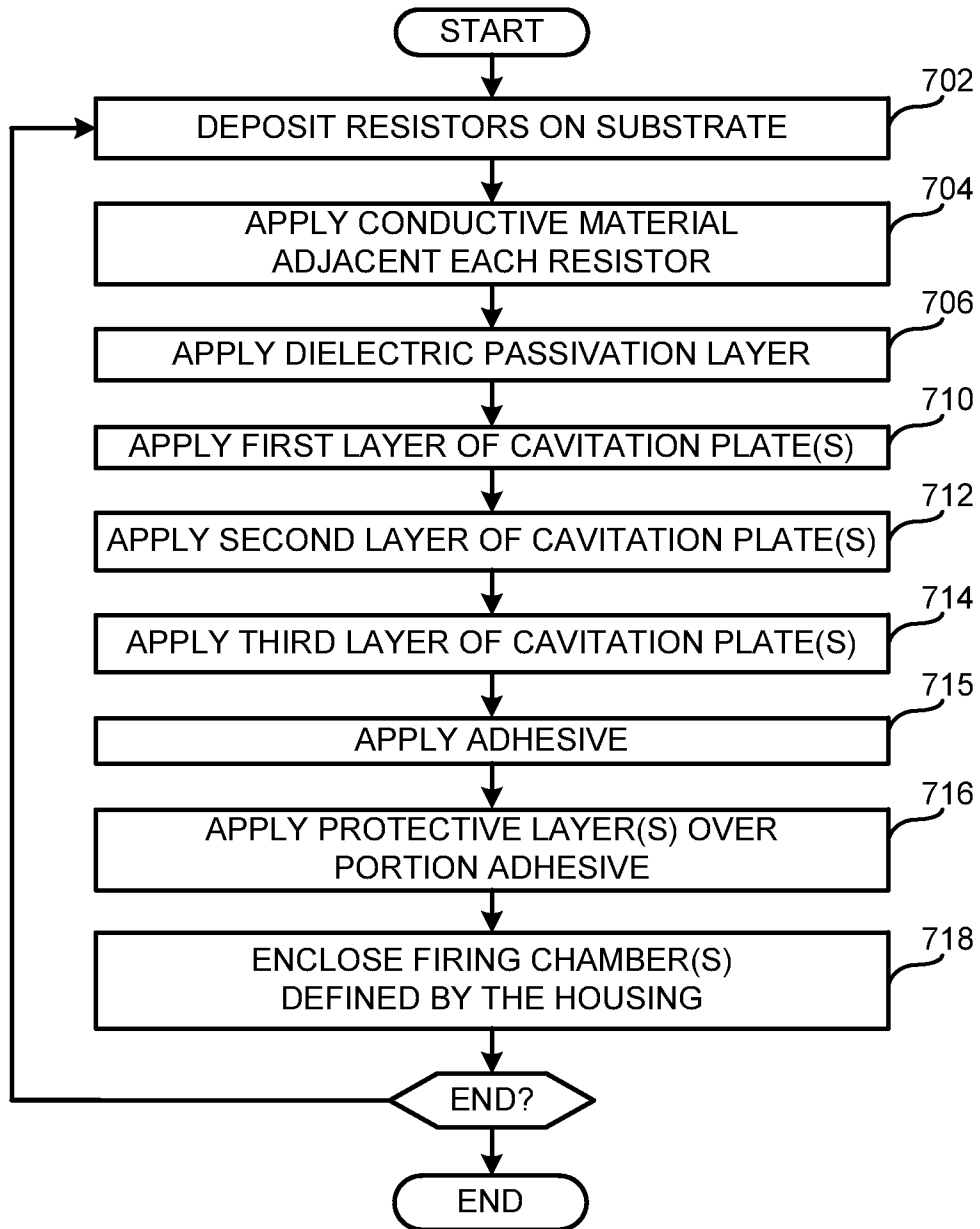 START
702
DEPOSIT RESISTORS ON SUBSTRATE
704
APPLY CONDUCTIVE MATERIAL
ADJACENT EACH RESISTOR
706
APPLY DIELECTRIC PASSIVATION LAYER
710
APPLY FIRST LAYER OF CAVITATION PLATE(S)
712
APPLY SECOND LAYER OF CAVITATION PLATE(S)
714
APPLY THIRD LAYER OF CAVITATION PLATE(S)
715
APPLY ADHESIVE
716
APPLY PROTECTIVE LAYER(S) OVER
PORTION ADHESIVE
718
ENCLOSE FIRING CHAMBER(S)
DEFINED BY THE HOUSING
END?
END